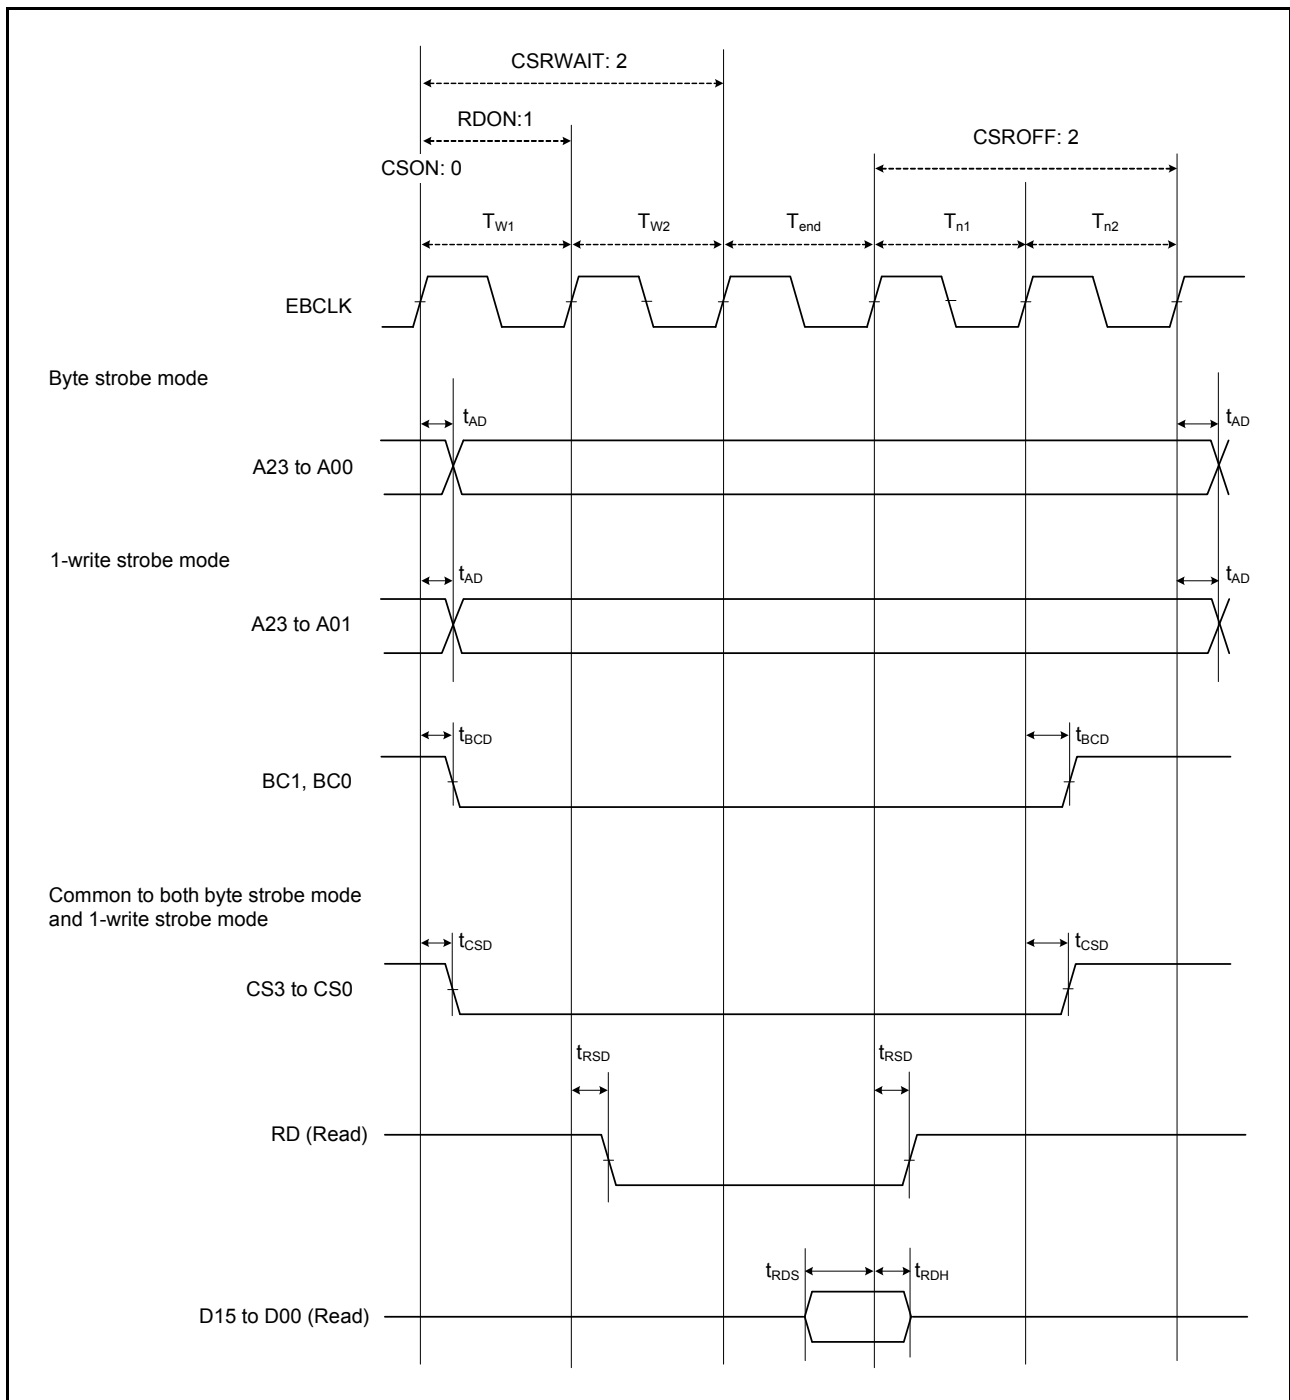 CSRWAIT: 2
RDON:1
CSROFF: 2
CSON: 0
TW1
TW2
Tend
Tn1
Tn2
EBCLK
Byte strobe mode
tAD
tAD
A23 to A00
1-write strobe mode
tAD
tAD
A23 to A01
tBCD
tBCD
BC1, BC0
Common to both byte strobe mode
and 1-write strobe mode
tCSD
tCSD
CS3 to CS0
tRSD
tRSD
RD (Read)
tRDS
tRDH
D15 to D00 (Read)